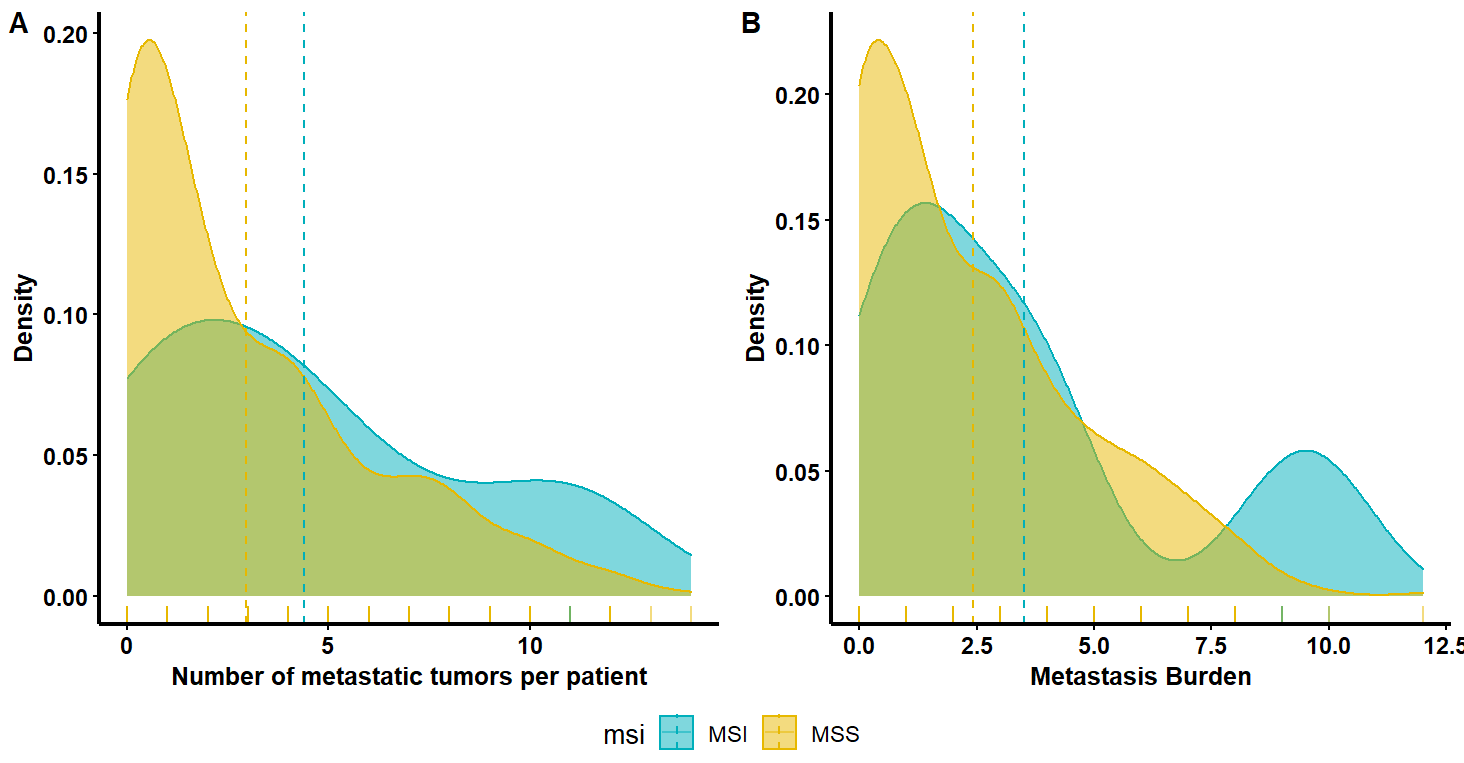 A
B
0.20
0.15
0.10
0.05
0.00
Density
0
5
10
Number of metastatic tumors per patient
0.20
0.15
0.10
0.05
0.00
Density
0.0
2.5
5.0
7.5
10.0
12.5
Metastasis Burden
msi
MSI
MSS